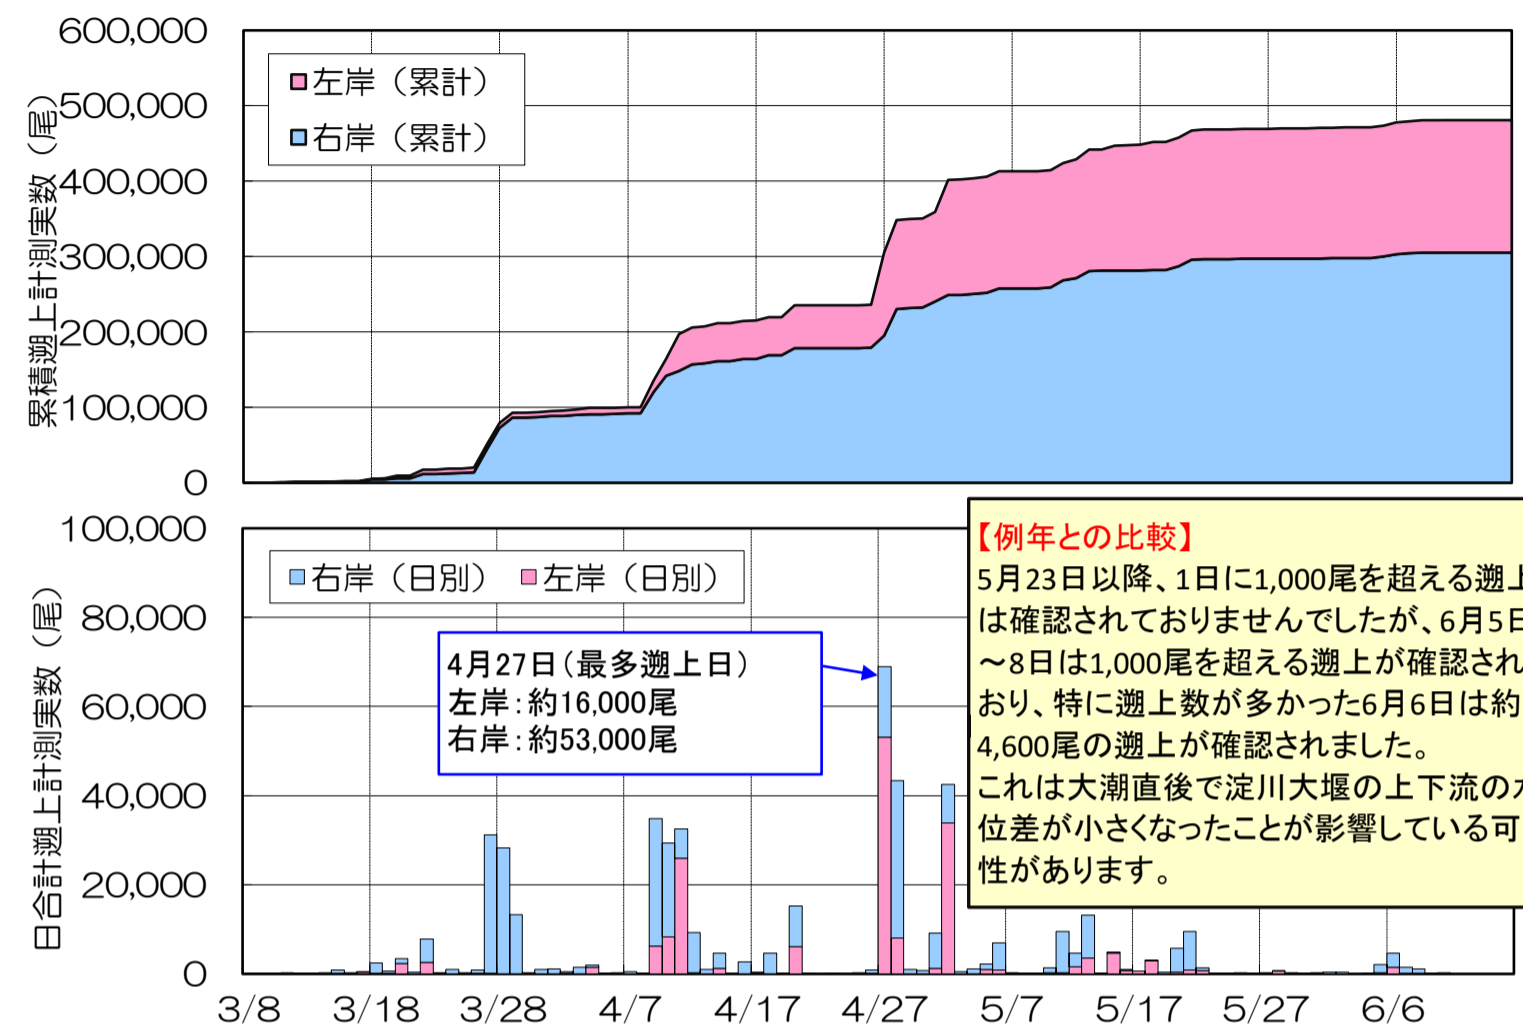 600,000
500,000
400,000
300,000
200,000
100,000
0
累積遡上計測実数（尾）
左岸（累計）
右岸（累計）
100,000
80,000
60,000
40,000
20,000
0
日合計遡上計測実数（尾）
右岸（日別） 左岸（日別）
4月27日（最多遡上日）
左岸：約16,000尾
右岸：約53,000尾
【例年との比較】
5月23日以降、1日に1,000尾を超える遡上
は確認されておりませんでしたが、6月5日
～8日は1,000尾を超える遡上が確認され
おり、特に遡上数が多かった6月6日は約
4,600尾の遡上が確認されました。
これは大潮直後で淀川大堰の上下流の
位差が小さくなったことが影響している可
性があります。
3/8 3/18 3/28 4/7 4/17 4/27 5/7 5/17 5/27 6/6